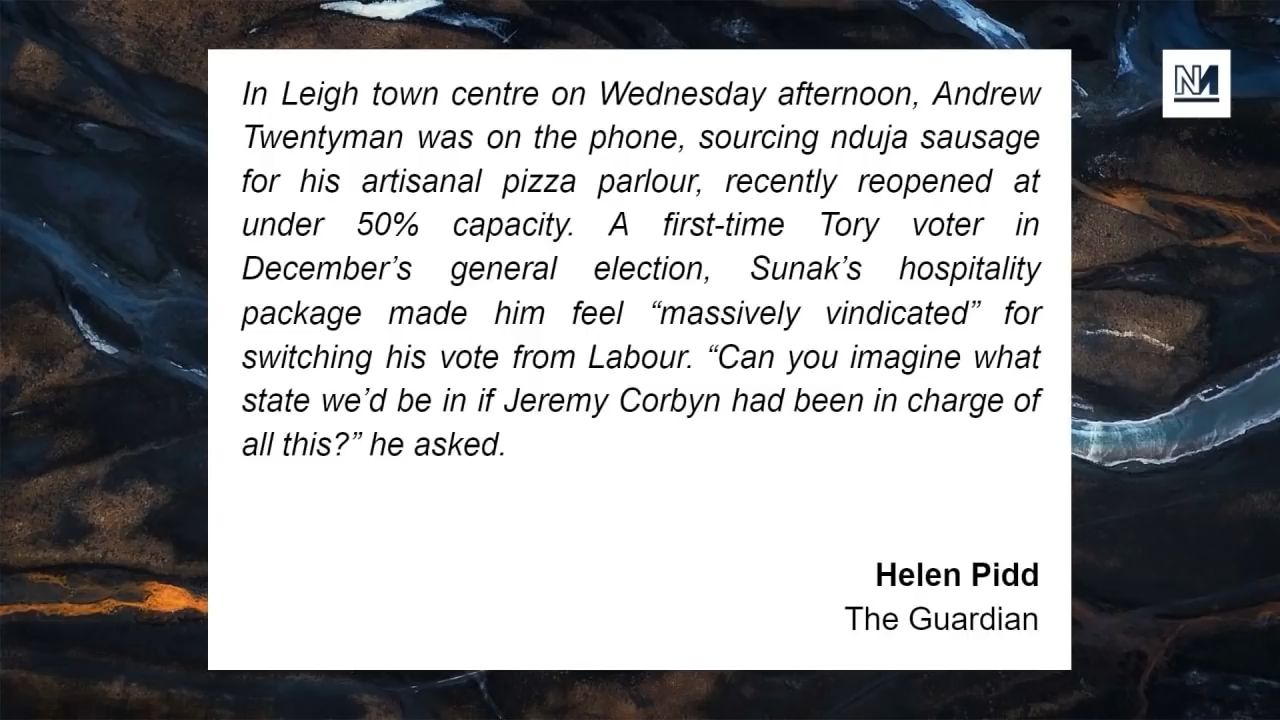 NM
In Leigh town centre on Wednesday afternoon, Andrew
Twentyman was on the phone, sourcing nduja sausage
for his artisanal pizza parlour, recently reopened at
under 50% capacity. A first-time Tory voter in
December’s general election, Sunak’s hospitality
package made him feel “massively vindicated” for
switching his vote from Labour. “Can you imagine what
state we’d be in if Jeremy Corbyn had been in charge of
all this?” he asked.
Helen Pidd
The Guardian